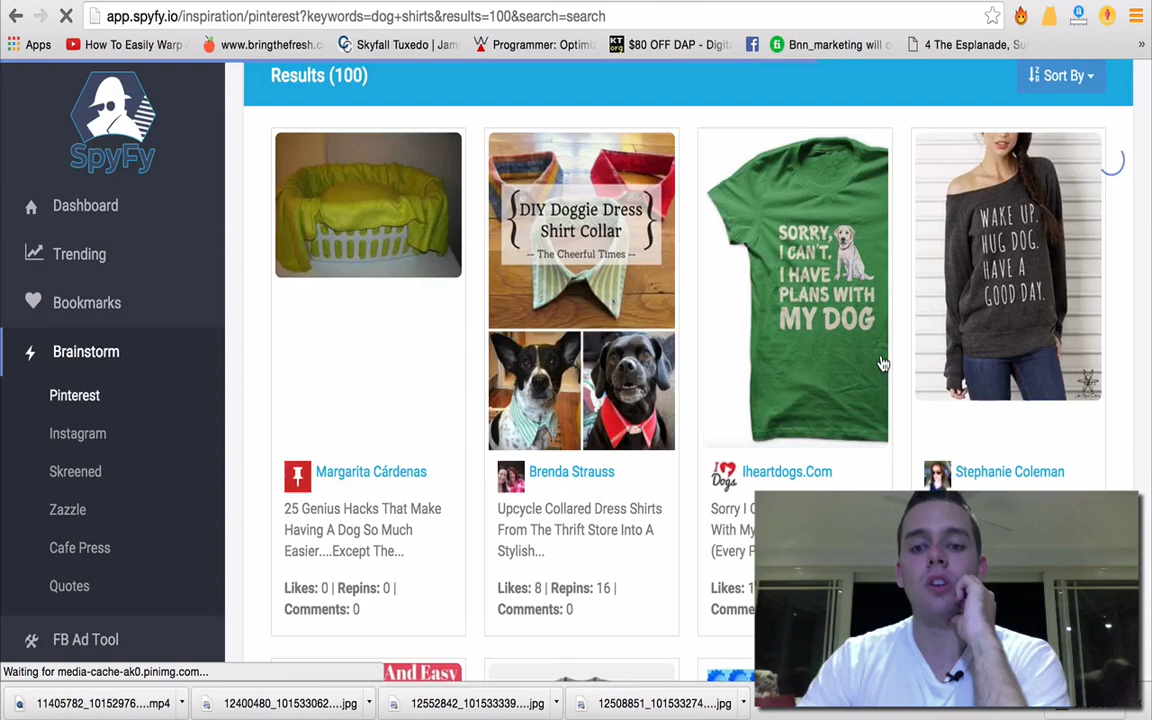 app.spyfy.io/inspiration/pinterest?keywords=dog+shirts&results=100&search=search
Apps
How To Easily Warp
www.bringthefresh.c
Skyfall Tuxedo | Jam
Programmer: Optimi
KT org
$80 OFF DAP - Digit
Bnn_marketing will
4 The Esplanade, Su
»
Results (100)
Sort By
SpyFy
Dashboard
Trending
Bookmarks
Brainstorm
Pinterest
Instagram
Skreened
Zazzle
Cafe Press
Quotes
FB Ad Tool
DIY Doggie Dress
Shirt Collar
-- The Cheerful Times --
SORRY,
I CAN'T.
I HAVE
PLANS WITH
MY DOG
WAKE UP.
HUG DOG.
HAVE A
GOOD DAY.
Margarita Cárdenas
25 Genius Hacks That Make
Having A Dog So Much
Easier....Except The...
Likes: 0 | Repins: 0 |
Comments: 0
Brenda Strauss
Upcycle Collared Dress Shirts
From The Thrift Store Into A
Stylish...
Likes: 8 | Repins: 16 |
Comments: 0
I Dogs
Iheartdogs.Com
Sorry I C
With My
(Every P
Likes: 1
Comme
Stephanie Coleman
And Easy
Waiting for media-cache-ak0.pinimg.com...
11405782_10152976....mp4
12400480_101533062....jpg
12552842_101533339....jpg
12508851_101533274....jpg